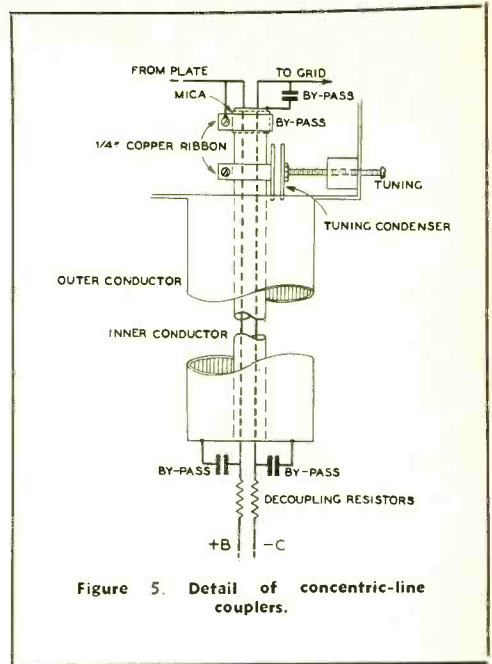 FROM PLATE
TO GRID
MICA
BY-PASS
BY-PASS
1/4" COPPER RIBBON
TUNING
TUNING CONDENSER
OUTER CONDUCTOR
INNER CONDUCTOR
BY-PASS
BY-PASS
DECOUPLING RESISTORS
+B
-C
Figure 5. Detail of concentric-line
couplers.